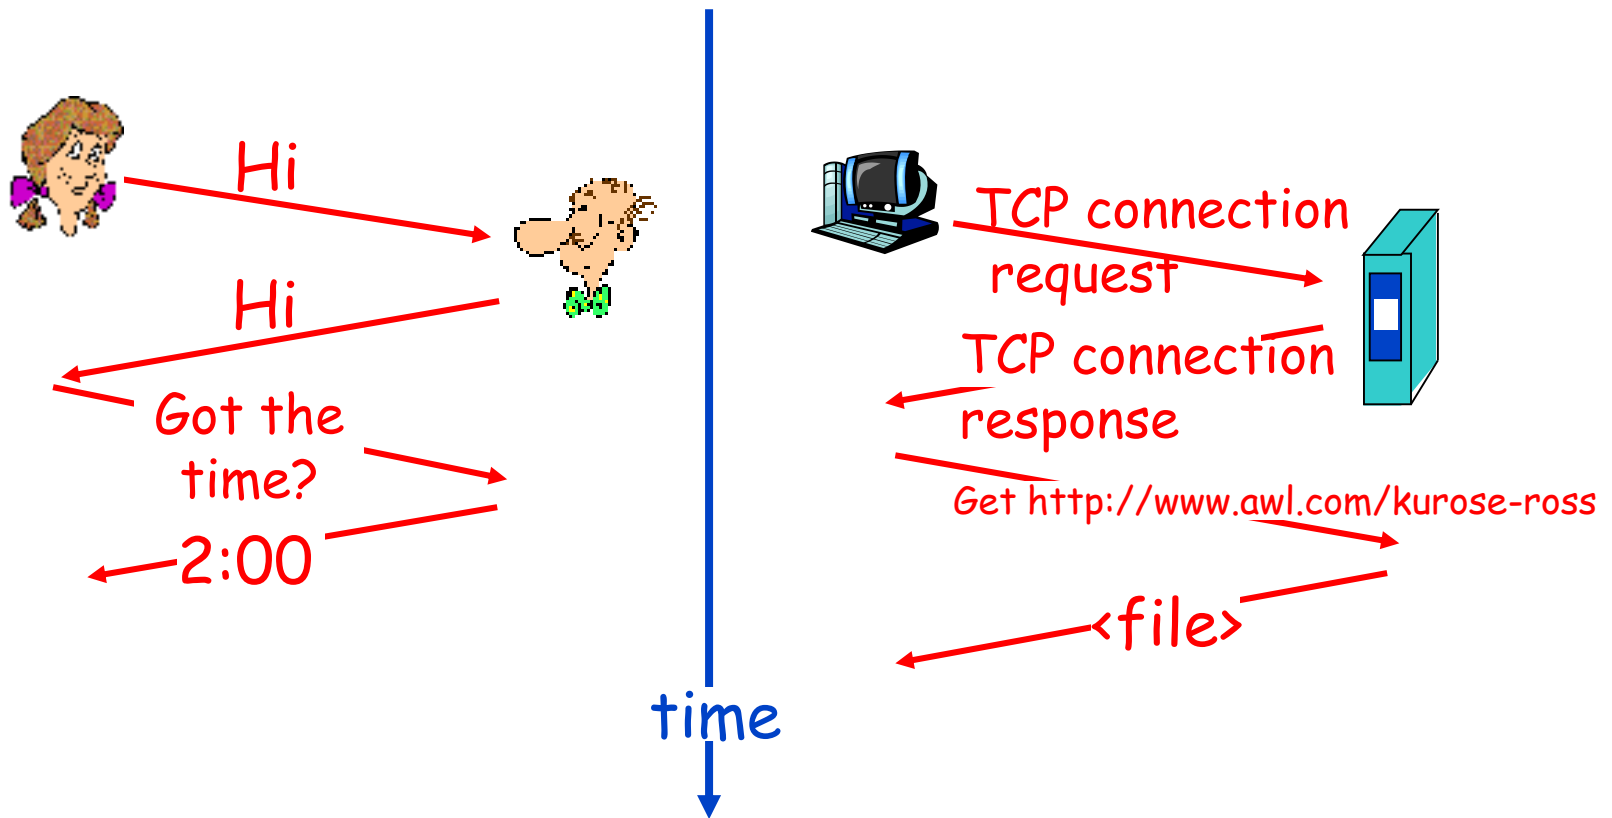 Hi
Hi
Got the
time?
2:00
TCP connection
request
TCP connection
response
Get http://www.awl.com/kurose-ross
<file>
time